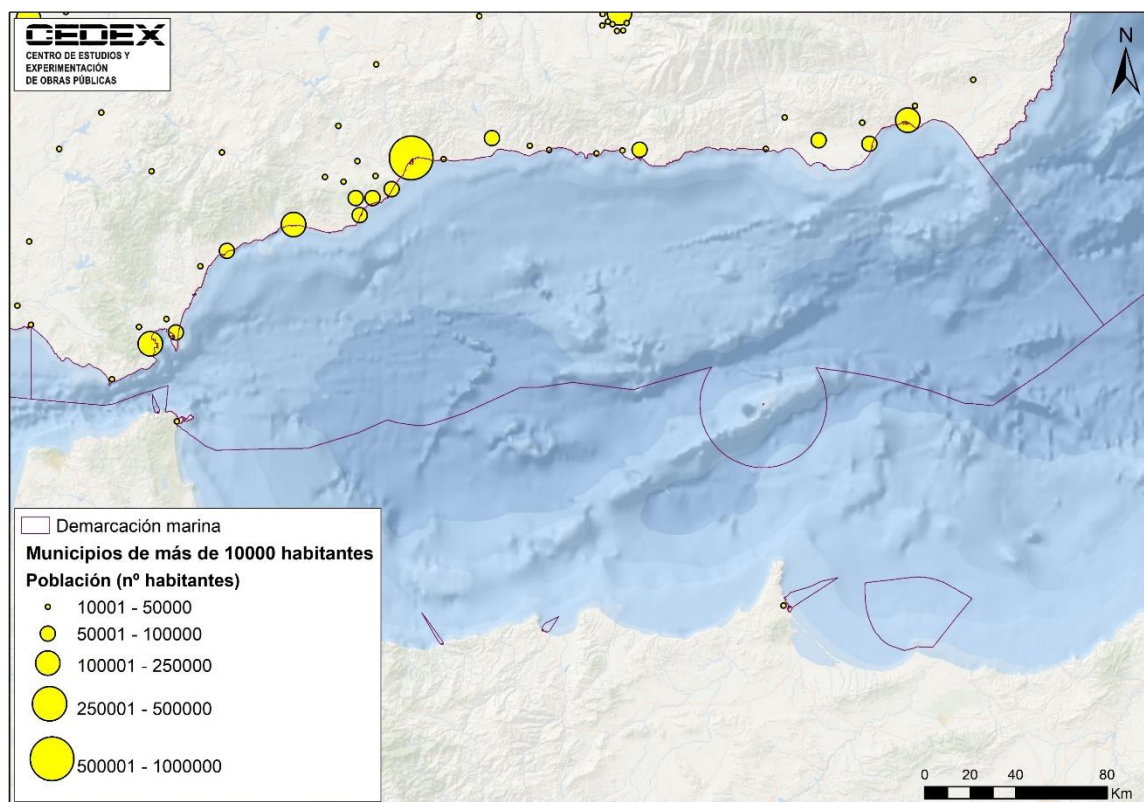 CEDEX
CENTRO DE ESTUDIOS Y
EXPERIMENTACIÓN
DE OBRAS PÚBLICAS
N
Demarcación marina
Municipios de más de 10000 habitantes
Población (nº habitantes)
10001 - 50000
50001 - 100000
100001 - 250000
250001 - 500000
500001 - 1000000
0 20 40 80
Km